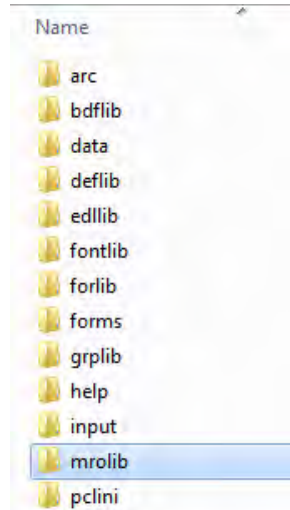 Name
arc
bdflib
data
deflib
edllib
fontlib
forlib
forms
grplib
help
input
mrolib
pclini